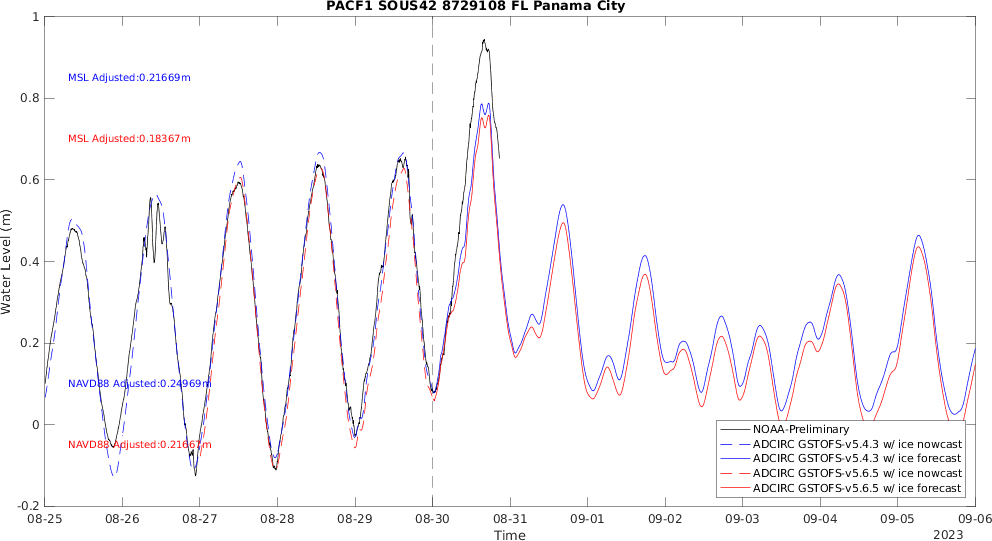 PACF1 SOUS42 8729108 FL Panama City
1
0.8
0.6
0.4
0.2
0
-0.2
Water Level (m)
MSL Adjusted:0.21669m
MSL Adjusted:0.18367m
NAVD88 Adjusted:0.24969m
NAVD88 Adjusted:0.21667m
NOAA-Preliminary
ADCIRC GSTOFS-v5.4.3 w/ ice nowcast
ADCIRC GSTOFS-v5.4.3 w/ ice forecast
ADCIRC GSTOFS-v5.6.5 w/ ice nowcast
ADCIRC GSTOFS-v5.6.5 w/ ice forecast
08-25 08-26 08-27 08-28 08-29 08-30 08-31 09-01 09-02 09-03 09-04 09-05 09-06
Time
2023